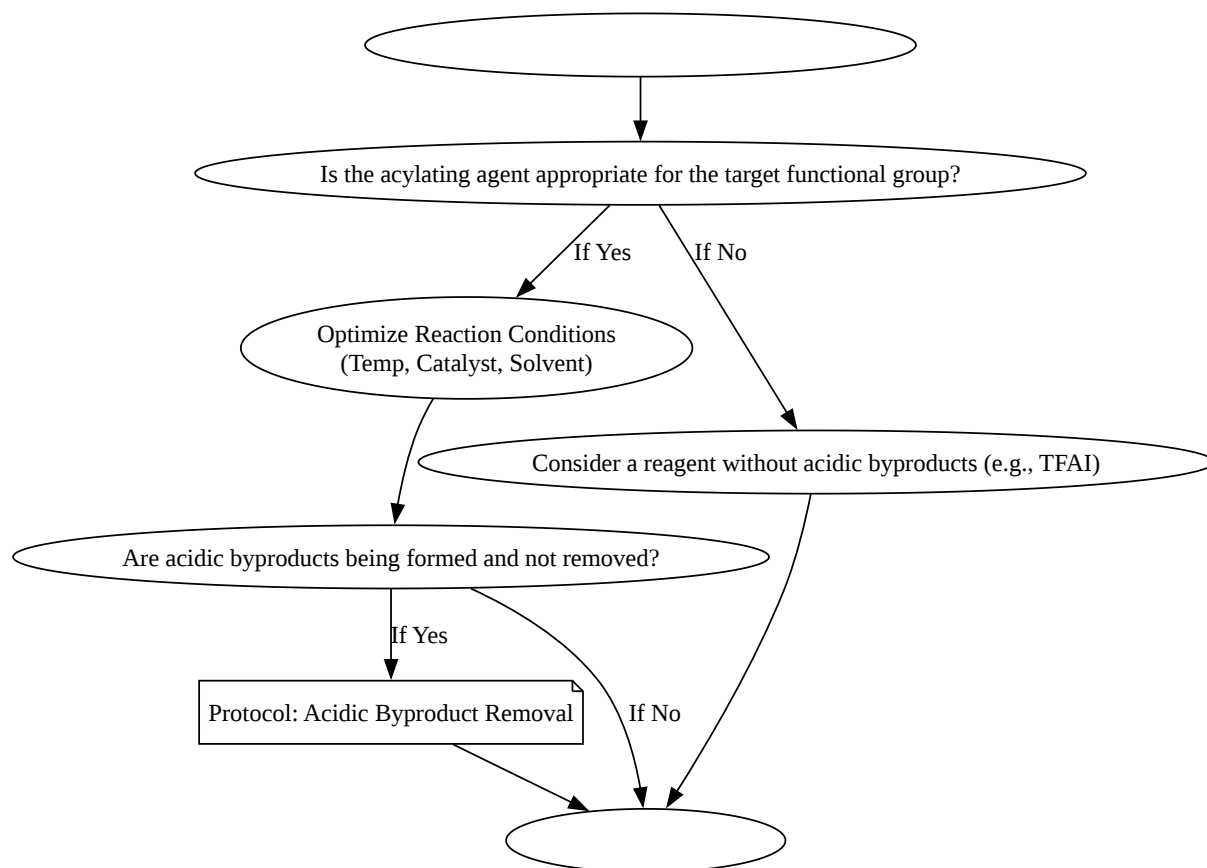 Is the acylating agent appropriate for the target functional group?
If Yes
If No
Optimize Reaction Conditions
(Temp, Catalyst, Solvent)
Consider a reagent without acidic byproducts (e.g., TFAI)
Are acidic byproducts being formed and not removed?
If Yes
Protocol: Acidic Byproduct Removal
If No